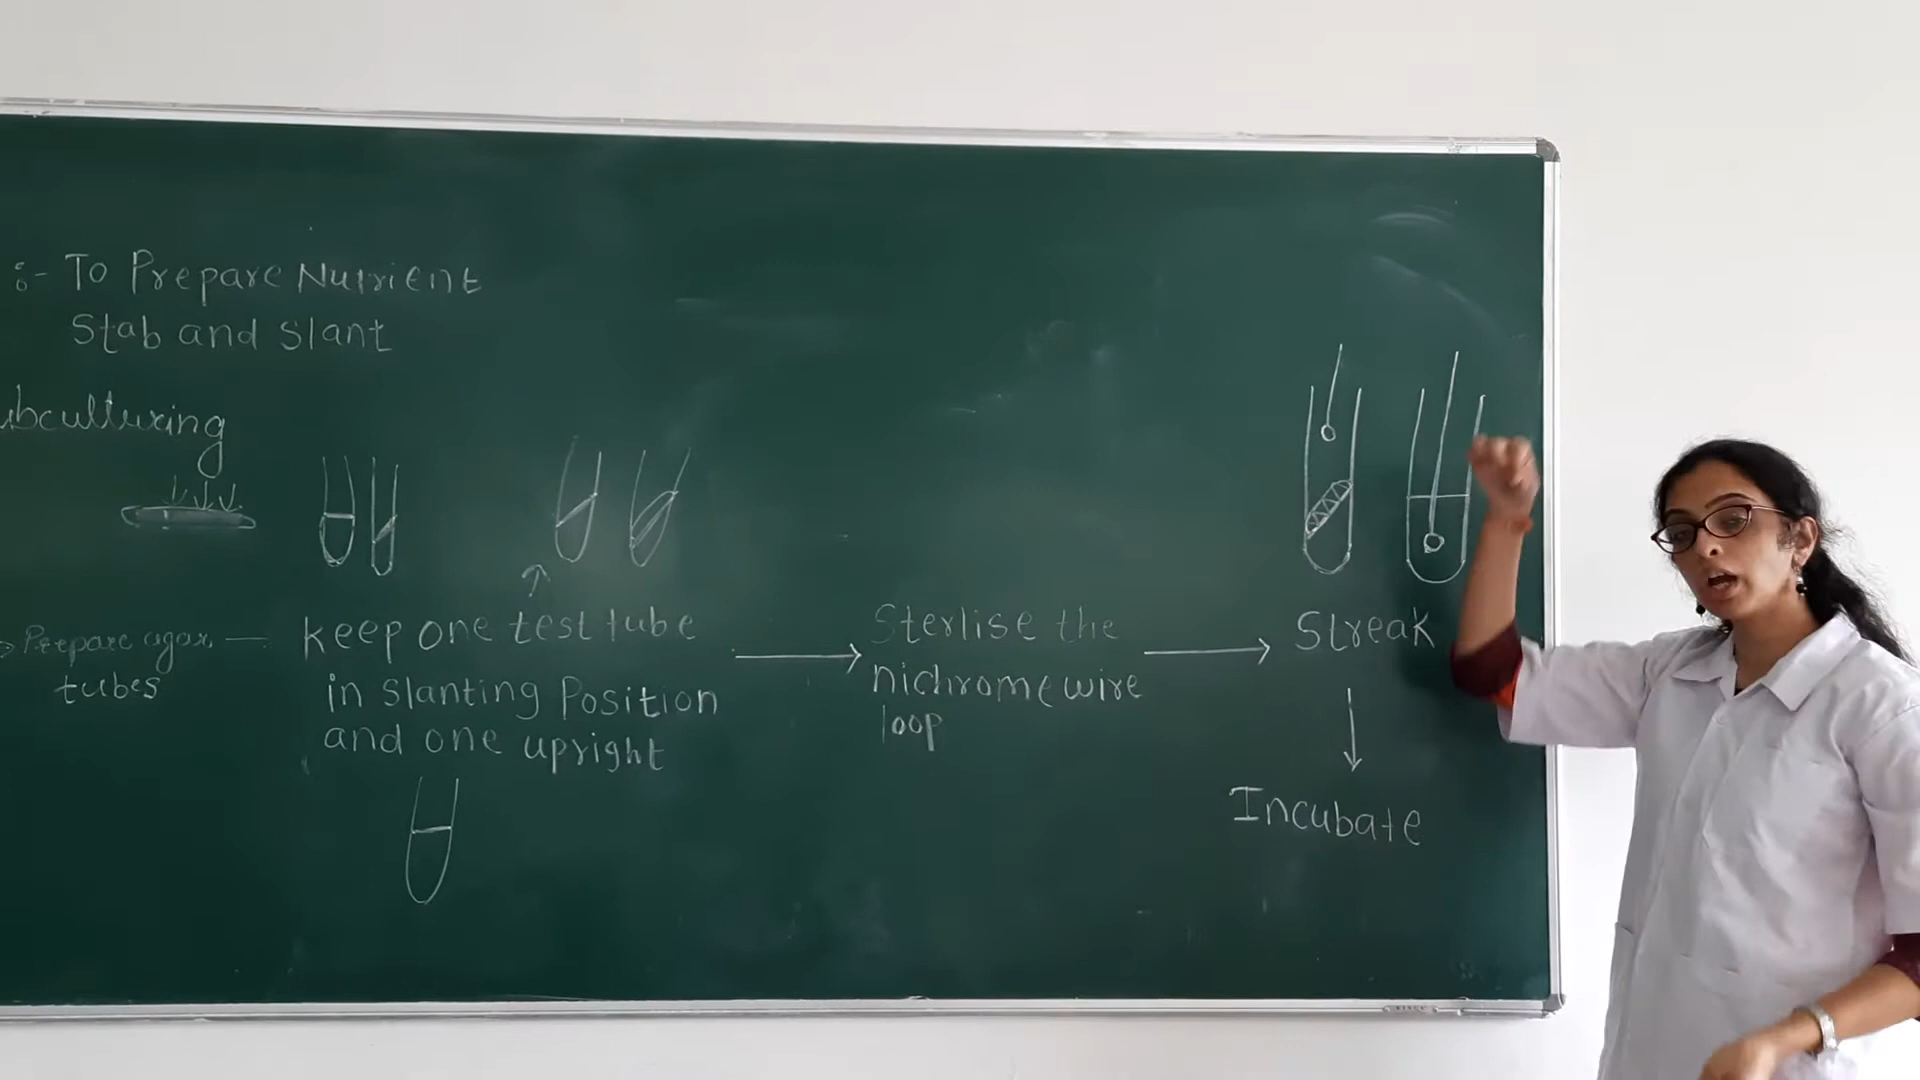 :- To Prepare Nutrient
Stab and Slant
ubculturing
Prepare agar
tubes
keep one test tube
in slanting Position
and one upright
Sterlise the
nichrome wire
loop
Streak
Incubate